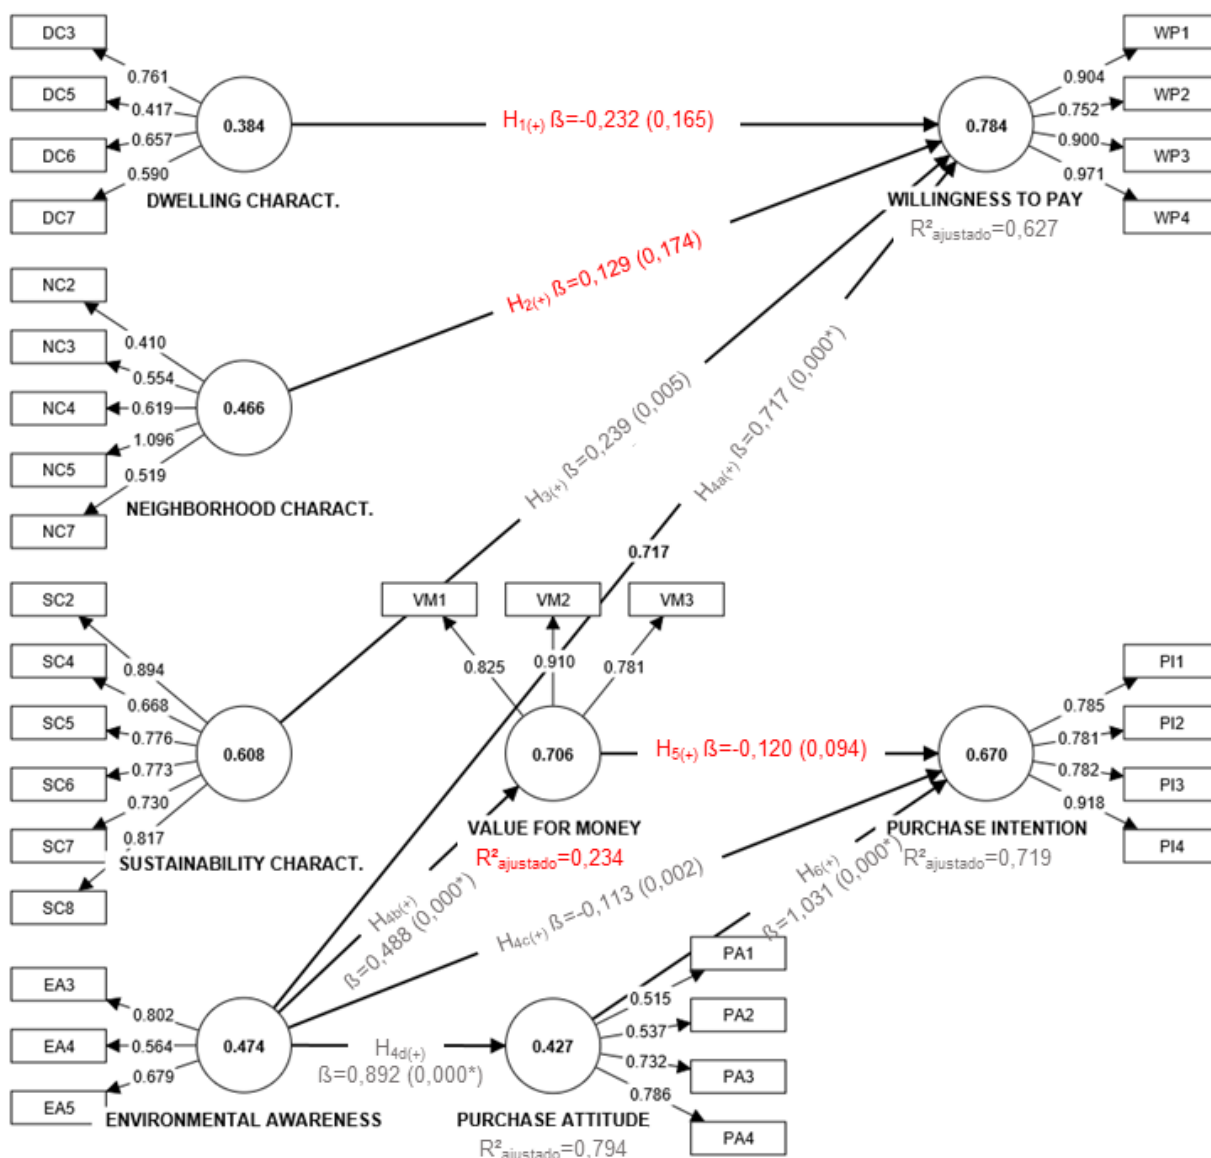 DC3
0.761
DC5
0.417
DC6
0.657
0.590
DC7
0.384
DWELLING CHARACT.
H1(+) ß=-0,232 (0,165)
0.784
WILLINGNESS TO PAY
R²ajustado=0,627
WP1
0.904
WP2
0.752
WP3
0.900
0.971
WP4
NC2
0.410
NC3
0.554
NC4
0.619
1.096
NC5
0.519
NC7
0.466
NEIGHBORHOOD CHARACT.
H2(+) ß=0,129 (0,174)
H3(+) ß=0,239 (0,005)
H4a(+) ß=0,717 (0,000*)
0.717
SC2
0.894
SC4
0.668
SC5
0.776
0.773
SC6
0.730
SC7
0.817
SC8
0.608
SUSTAINABILITY CHARACT.
VM1
VM2
VM3
0.825
0.910
0.781
0.706
VALUE FOR MONEY
R²ajustado=0,234
H5(+) ß=-0,120 (0,094)
0.670
PURCHASE INTENTION
R²ajustado=0,719
PI1
0.785
PI2
0.781
0.782
PI3
0.918
PI4
H4b(+)
ß=0,488 (0,000*)
H4c(+) ß=-0,113 (0,002)
H6(+)
ß=1,031 (0,000*)
EA3
0.802
EA4
0.564
0.679
EA5
0.474
ENVIRONMENTAL AWARENESS
H4d(+)
ß=0,892 (0,000*)
0.427
PURCHASE ATTITUDE
R²ajustado=0,794
PA1
0.515
PA2
0.537
0.732
PA3
0.786
PA4